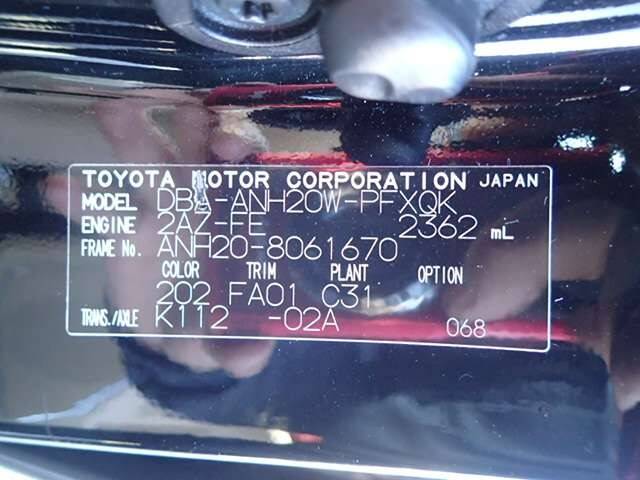 TOYOTA MOTOR CORPORATION JAPAN
MODEL DBA-ANH20W-PFXQK
ENGINE 2AZ-FE 2362 mL
FRAME No. ANH20-8061670
COLOR TRIM PLANT OPTION
202 FA01 C31
TRANS./AXLE K112 -02A 068